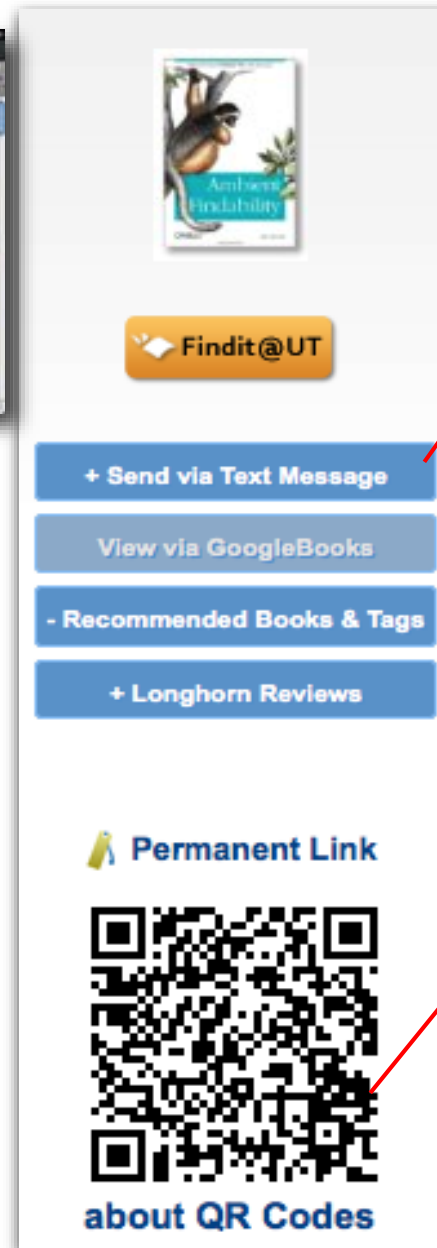 Ambient
Findability
Findit@UT
+ Send via Text Message
View via GoogleBooks
- Recommended Books & Tags
+ Longhorn Reviews
Permanent Link
about QR Codes